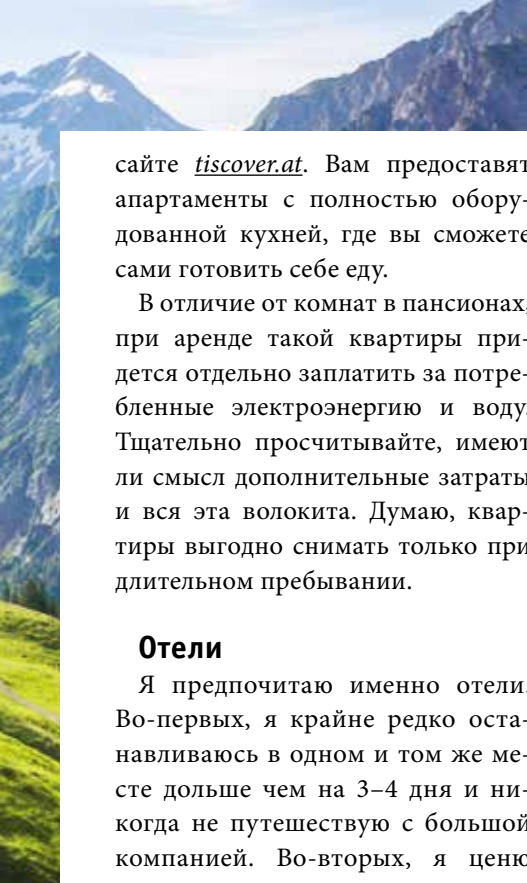 сайте tiscover.at. Вам предоставят
апартаменты с полностью обору-
дованной кухней, где вы сможете
сами готовить себе еду.
В отличие от комнат в пансионах,
при аренде такой квартиры при-
дется отдельно заплатить за потре-
бленные электроэнергию и воду.
Тщательно просчитывайте, имеют
ли смысл дополнительные затраты
и вся эта волокита. Думаю, квар-
тиры выгодно снимать только при
длительном пребывании.
Отели
Я предпочитаю именно отели.
Во-первых, я крайне редко оста-
навливаюсь в одном и том же ме-
сте дольше чем на 3–4 дня и ни-
когда не путешествую с большой
компанией. Во-вторых, я ценю